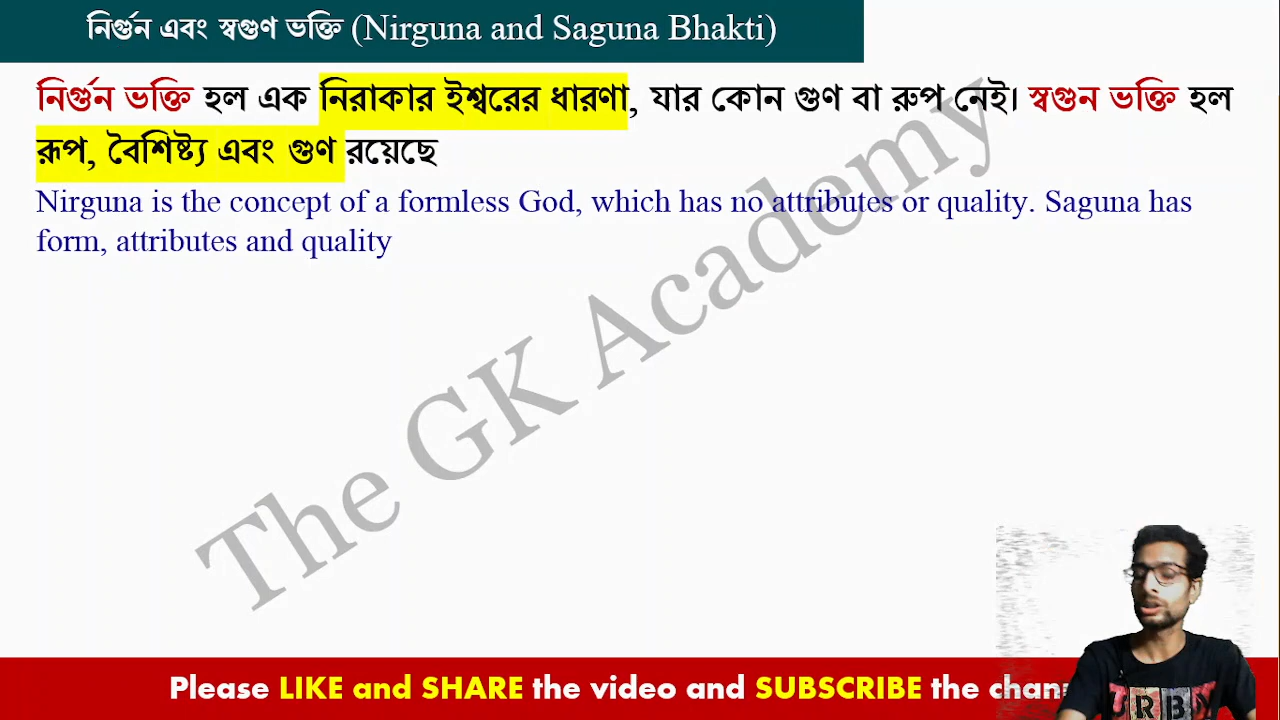 নির্গুন এবং স্বগুণ ভক্তি (Nirguna and Saguna Bhakti)
নির্গুন ভক্তি হল এক নিরাকার ইশ্বরের ধারণা, যার কোন গুণ বা রুপ নেই। স্বগুন ভক্তি হল
রূপ, বৈশিষ্ট্য এবং গুণ রয়েছে
Nirguna is the concept of a formless God, which has no attributes or quality. Saguna has
form, attributes and quality
The GK Academy
Please LIKE and SHARE the video and SUBSCRIBE the